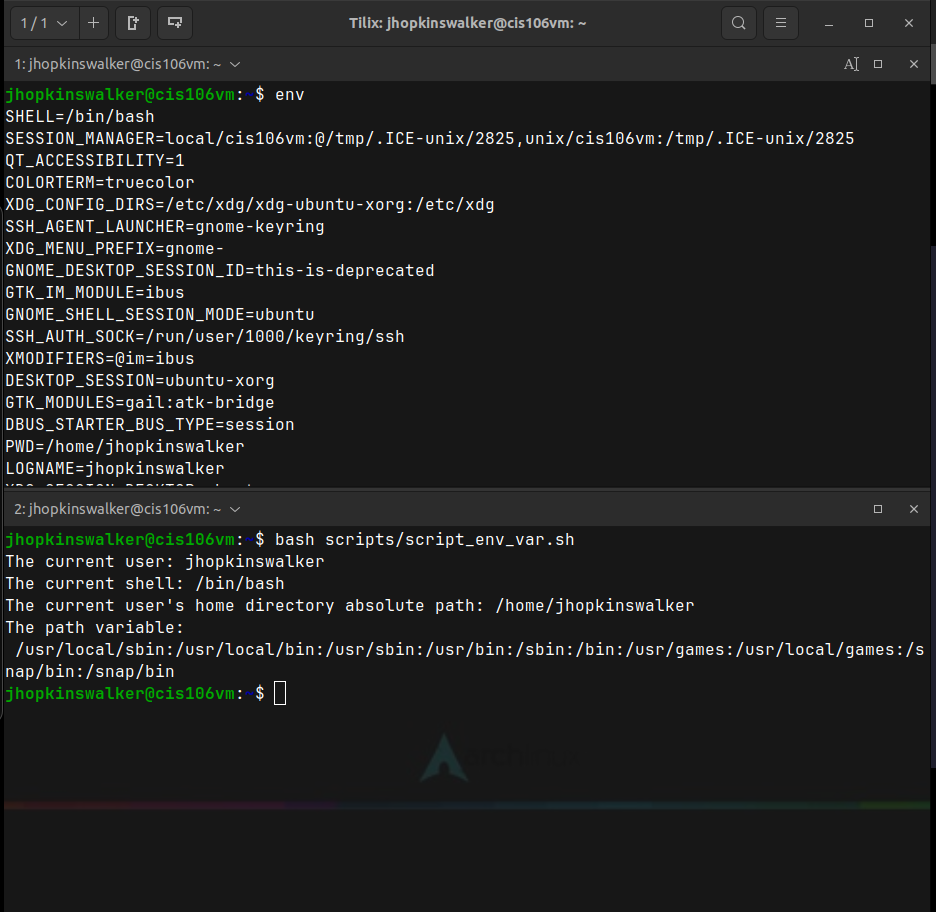 1 / 1
Tilix: jhopkinswalker@cis106vm: ~
1: jhopkinswalker@cis106vm: ~
jhopkinswalker@cis106vm:~$ env
SHELL=/bin/bash
SESSION_MANAGER=local/cis106vm:@/tmp/.ICE-unix/2825,unix/cis106vm:/tmp/.ICE-unix/2825
QT_ACCESSIBILITY=1
COLORTERM=truecolor
XDG_CONFIG_DIRS=/etc/xdg/xdg-ubuntu-xorg:/etc/xdg
SSH_AGENT_LAUNCHER=gnome-keyring
XDG_MENU_PREFIX=gnome-
GNOME_DESKTOP_SESSION_ID=this-is-deprecated
GTK_IM_MODULE=ibus
GNOME_SHELL_SESSION_MODE=ubuntu
SSH_AUTH_SOCK=/run/user/1000/keyring/ssh
XMODIFIERS=@im=ibus
DESKTOP_SESSION=ubuntu-xorg
GTK_MODULES=gail:atk-bridge
DBUS_STARTER_BUS_TYPE=session
PWD=/home/jhopkinswalker
LOGNAME=jhopkinswalker
2: jhopkinswalker@cis106vm: ~
jhopkinswalker@cis106vm:~$ bash scripts/script_env_var.sh
The current user: jhopkinswalker
The current shell: /bin/bash
The current user's home directory absolute path: /home/jhopkinswalker
The path variable:
/usr/local/sbin:/usr/local/bin:/usr/sbin:/usr/bin:/sbin:/bin:/usr/games:/usr/local/games:/s
nap/bin:/snap/bin
jhopkinswalker@cis106vm:~$